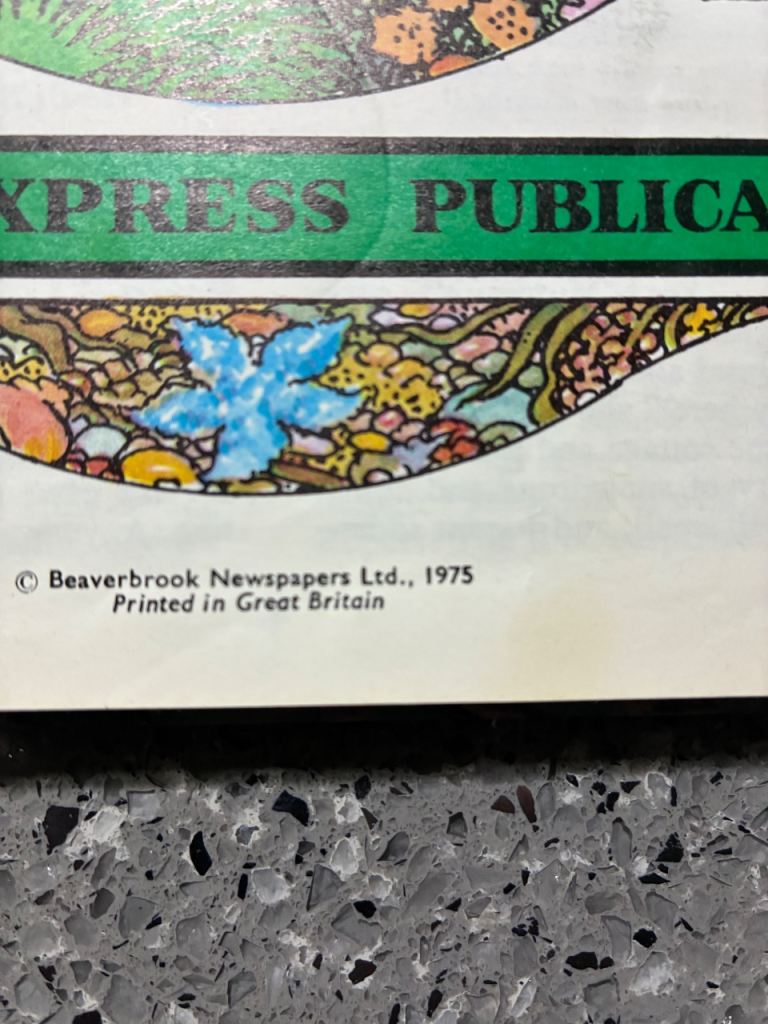 XPRESS PUBLICA
© Beaverbrook Newspapers Ltd., 1975
Printed in Great Britain